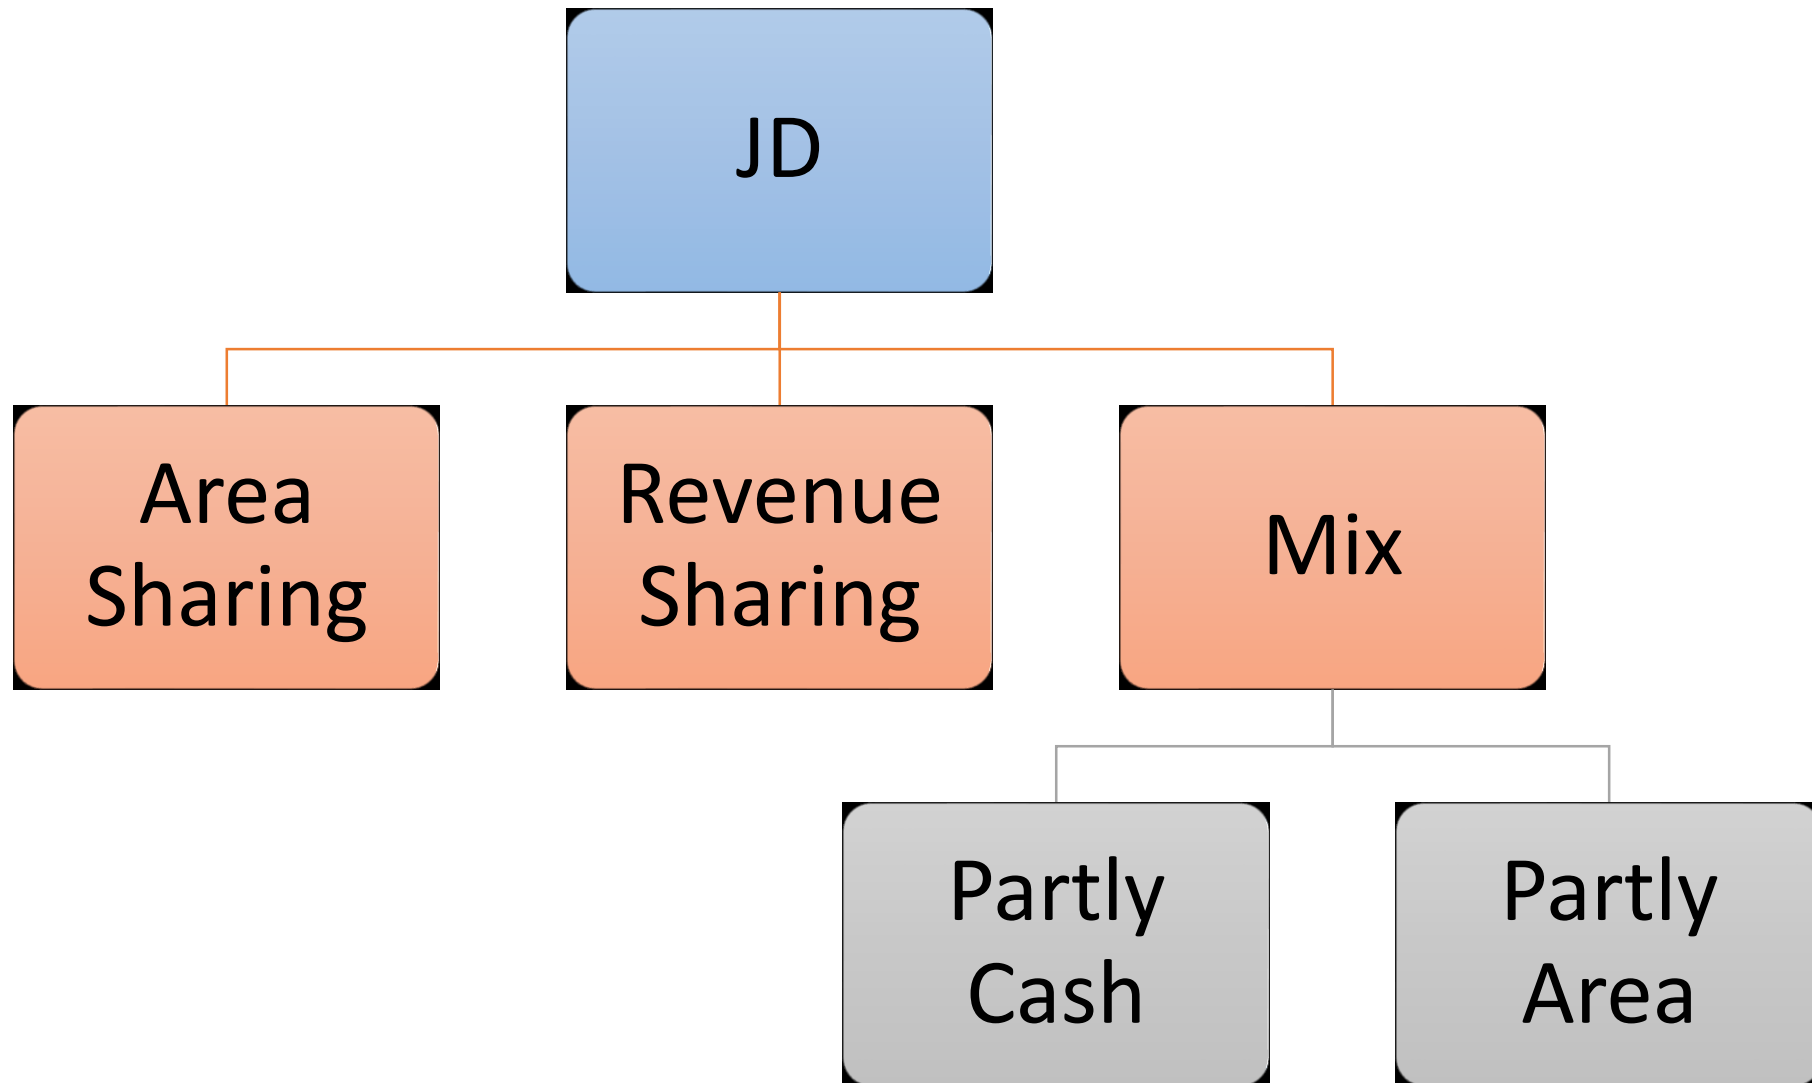 JD
Area
Sharing
Revenue
Sharing
Mix
Partly
Cash
Partly
Area